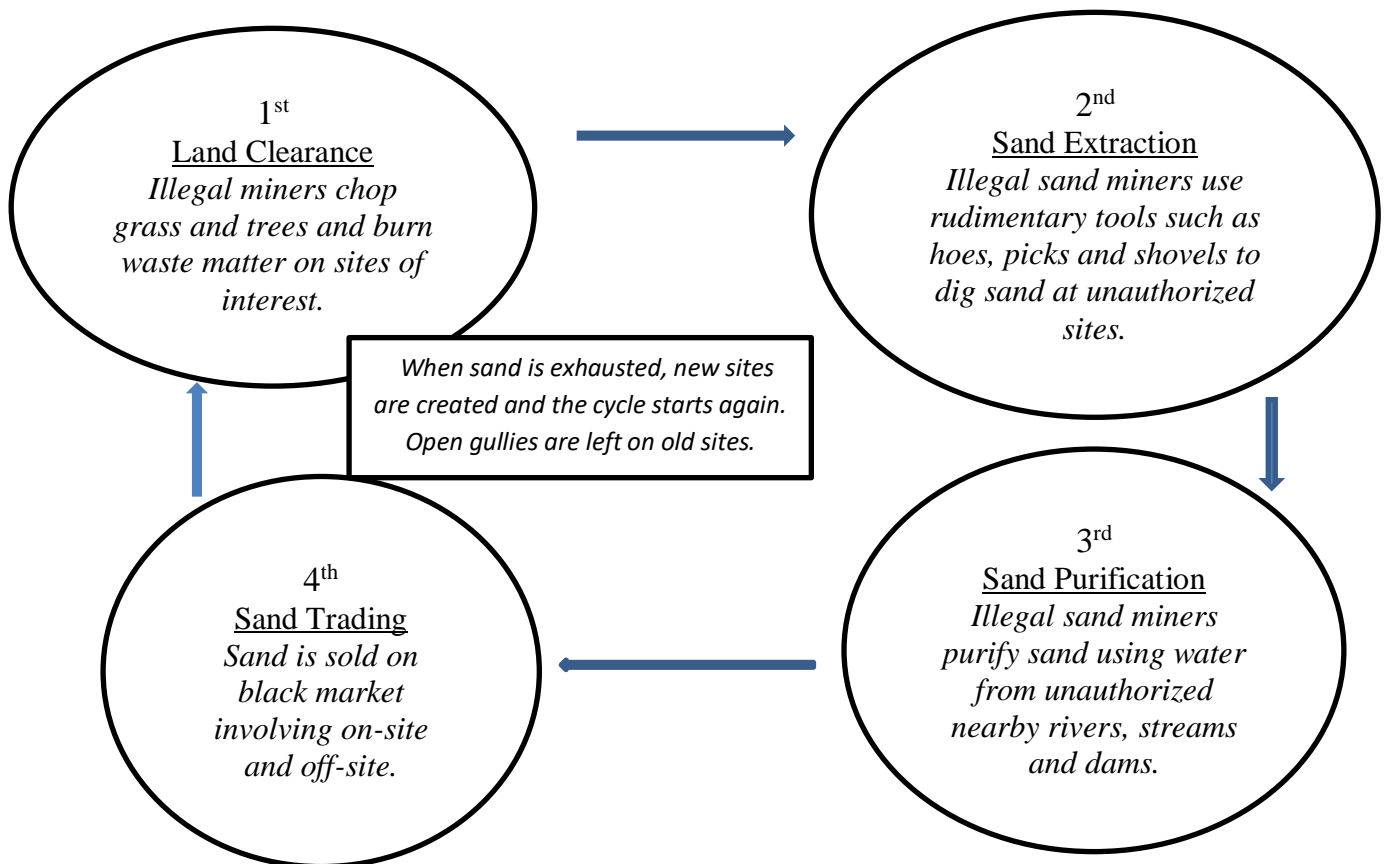 1st
Land Clearance
Illegal miners chop
grass and trees and burn
waste matter on sites of
interest.
2nd
Sand Extraction
Illegal sand miners use
rudimentary tools such as
hoes, picks and shovels to
dig sand at unauthorized
sites.
When sand is exhausted, new sites
are created and the cycle starts again.
Open gullies are left on old sites.
3rd
Sand Purification
Illegal sand miners
purify sand using water
from unauthorized
nearby rivers, streams
and dams.
4th
Sand Trading
Sand is sold on
black market
involving on-site
and off-site.